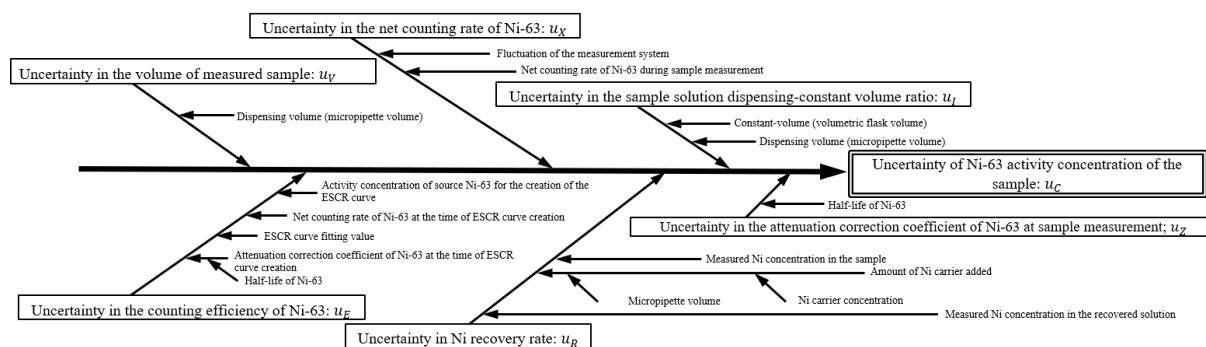 Uncertainty in the net counting rate of Ni-63: u_X
Fluctuation of the measurement system
Net counting rate of Ni-63 during sample measurement
Uncertainty in the volume of measured sample: u_V
Dispensing volume (micropipette volume)
Uncertainty in the sample solution dispensing-constant volume ratio: u_I
Constant-volume (volumetric flask volume)
Dispensing volume (micropipette volume)
Uncertainty of Ni-63 activity concentration of the
sample: u_C
Activity concentration of source Ni-63 for the creation of the
ESCR curve
Net counting rate of Ni-63 at the time of ESCR curve creation
ESCR curve fitting value
Attenuation correction coefficient of Ni-63 at the time of ESCR
curve creation
Half-life of Ni-63
Uncertainty in the counting efficiency of Ni-63: u_E
Half-life of Ni-63
Uncertainty in the attenuation correction coefficient of Ni-63 at sample measurement; u_Z
Measured Ni concentration in the sample
Amount of Ni carrier added
Micropipette volume
Ni carrier concentration
Measured Ni concentration in the recovered solution
Uncertainty in Ni recovery rate: u_R